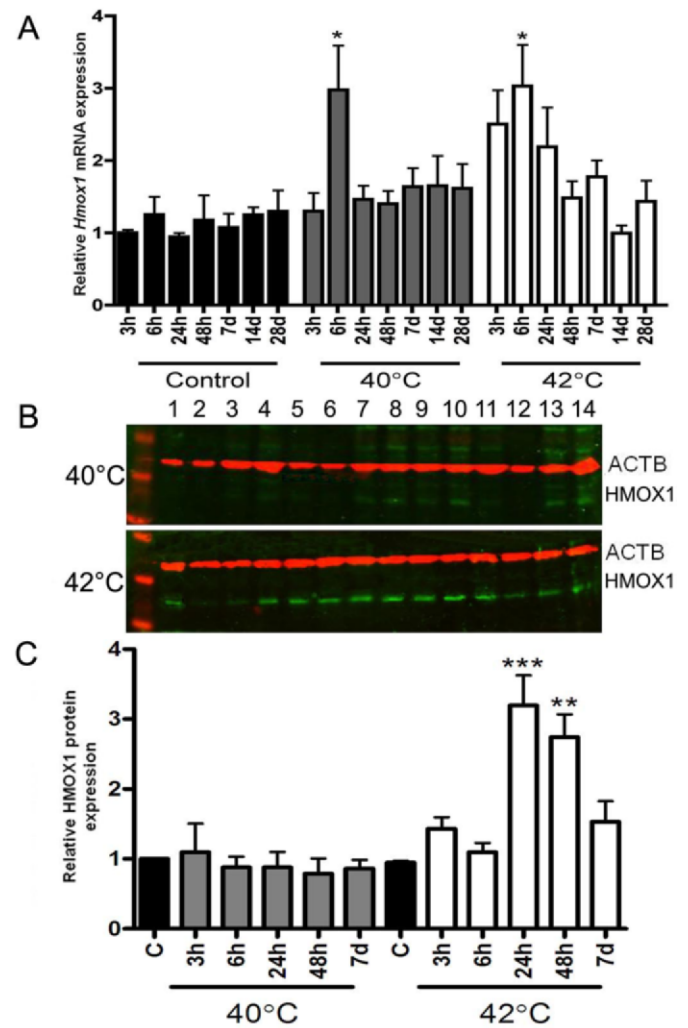 A
Relative Hmox1 mRNA expression
4
3
2
1
0
* *
3h 6h 24h 48h 7d 14d 28d 3h 6h 24h 48h 7d 14d 28d 3h 6h 24h 48h 7d 14d 28d
Control 40°C 42°C
B
1 2 3 4 5 6 7 8 9 10 11 12 13 14
40°C ACTB
HMOX1
42°C ACTB
HMOX1
C
Relative HMOX1 protein
expression
4
3
2
1
0
*** **
C 3h 6h 24h 48h 7d C 3h 6h 24h 48h 7d
40°C 42°C